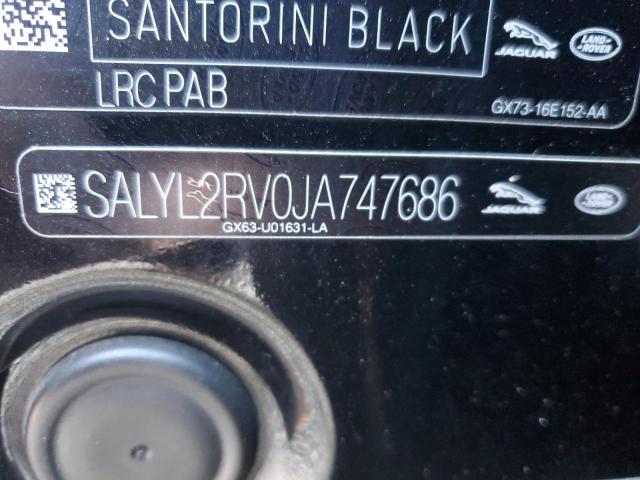 SANTORINI BLACK
JAGUAR
LAND-
ROVER
LRC PAB
GX73-16E152-AA
SALYL2RV0JA747686
JAGUAR
LAND-
ROVER
GX63-U01631-LA